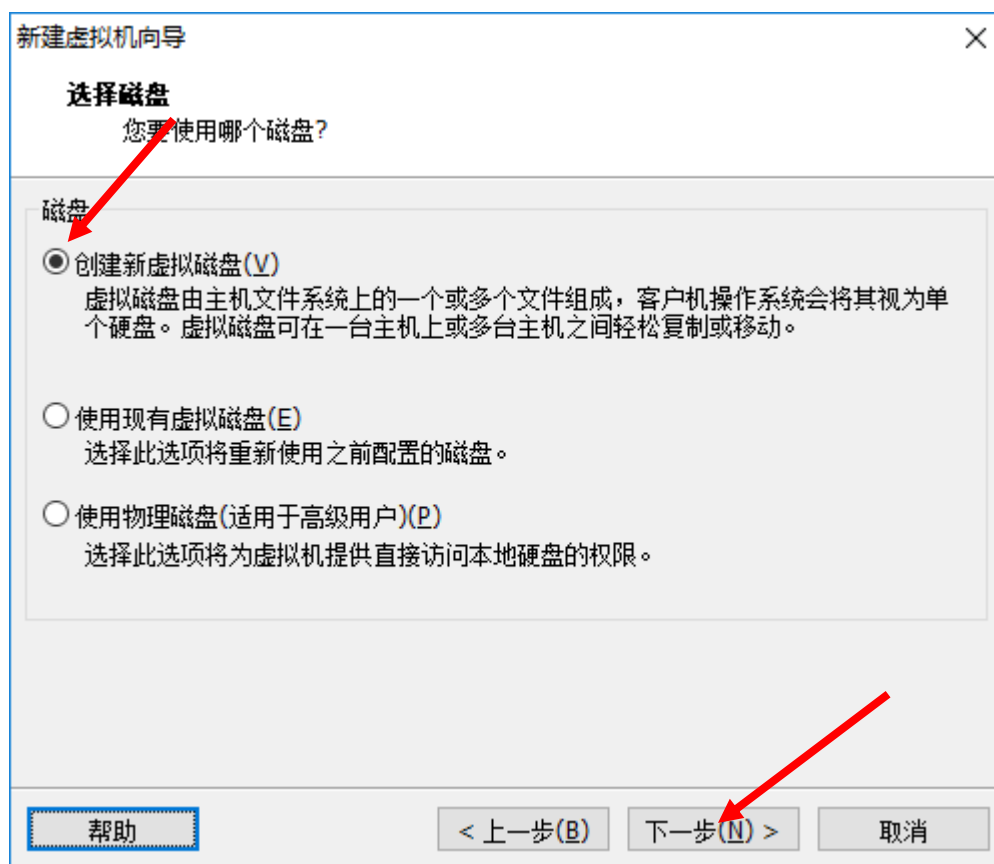 新建虚拟机向导
选择磁盘
您要使用哪个磁盘?
磁盘
创建新虚拟磁盘(V)
虚拟磁盘由主机文件系统上的一个或多个文件组成，客户机操作系统会将其视为单
个硬盘。虚拟磁盘可在一台主机上或多台主机之间轻松复制或移动。
使用现有虚拟磁盘(E)
选择此选项将重新使用之前配置的磁盘。
使用物理磁盘(适用于高级用户)(P)
选择此选项将为虚拟机提供直接访问本地硬盘的权限。
帮助
< 上一步(B)
下一步(N) >
取消